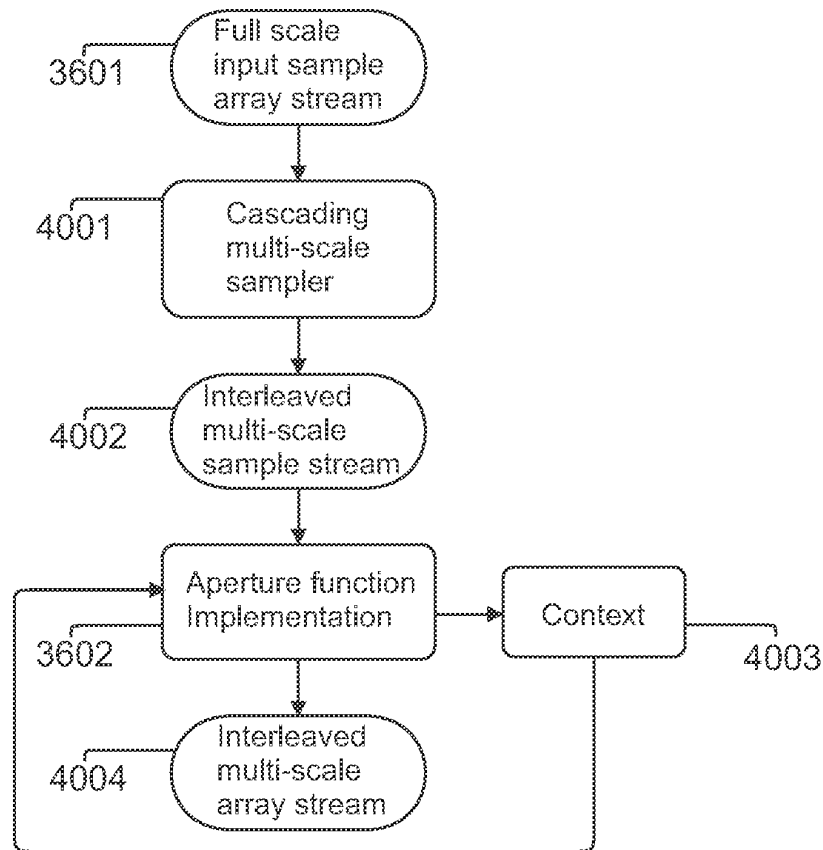 Full scale
input sample
array stream
3601
Cascading
multi-scale
sampler
4001
Interleaved
multi-scale
sample stream
4002
Aperture function
Implementation
3602
Context
4003
Interleaved
multi-scale
array stream
4004